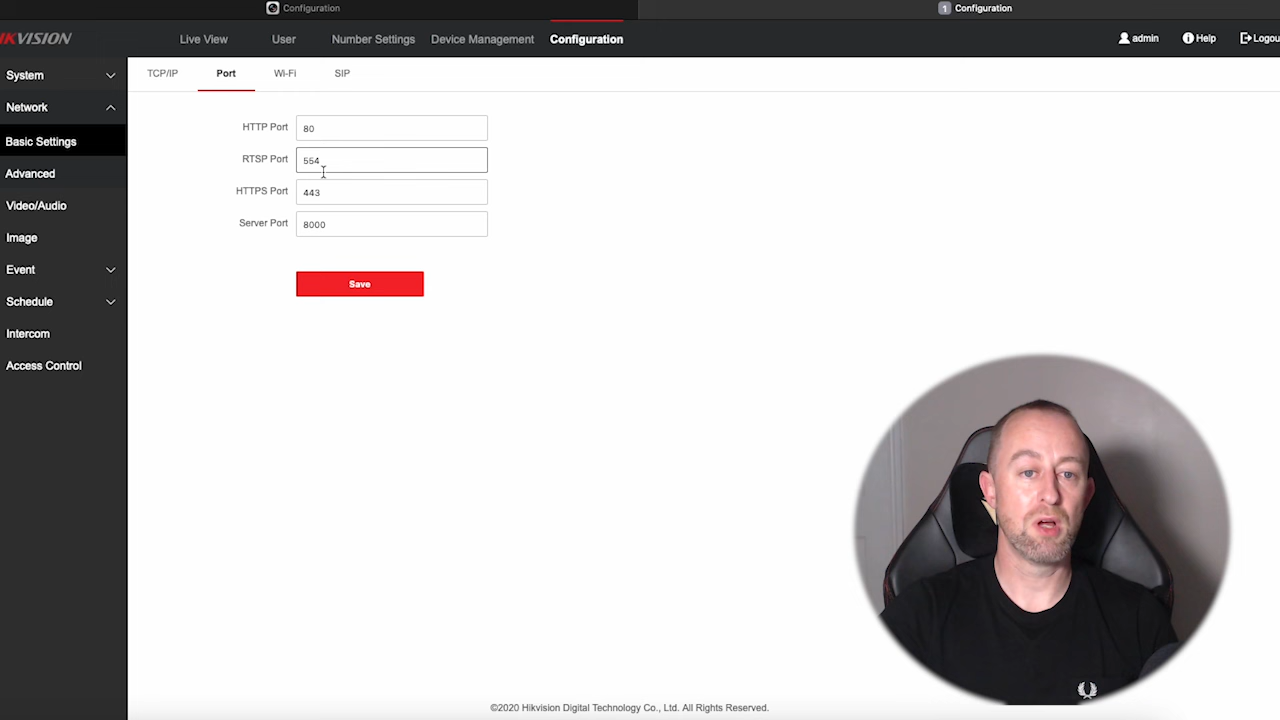 Configuration
1 Configuration
HIKVISION
Live View User Number Settings Device Management Configuration
admin Help Logou
System
Network
Basic Settings
Advanced
Video/Audio
Image
Event
Schedule
Intercom
Access Control
TCP/IP Port Wi-Fi SIP
HTTP Port 80
RTSP Port 554
HTTPS Port 443
Server Port 8000
Save
©2020 Hikvision Digital Technology Co., Ltd. All Rights Reserved.